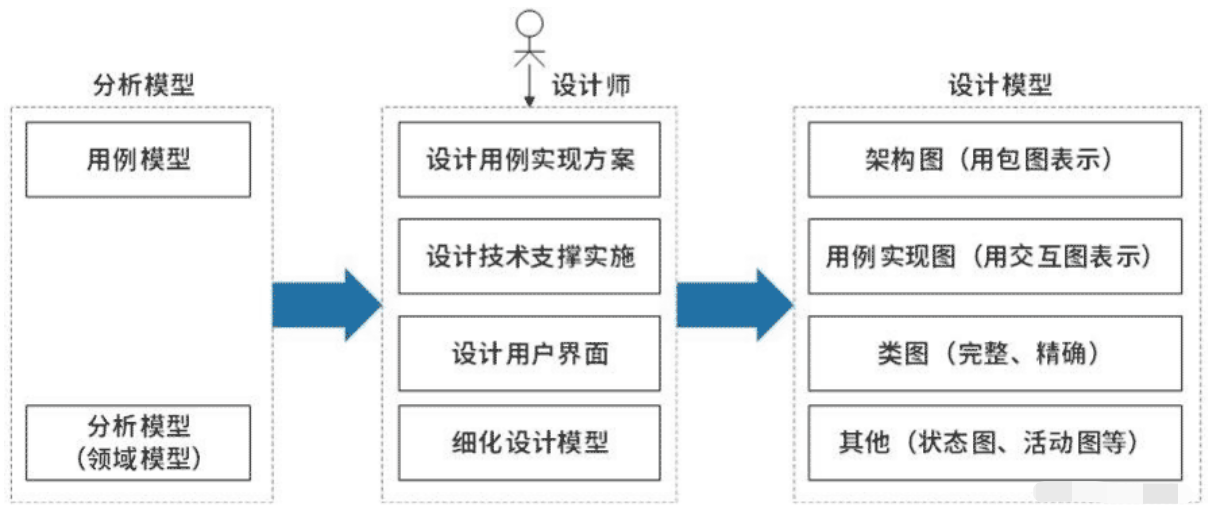 分析模型
用例模型
分析模型
(领域模型)
设计师
设计用例实现方案
设计技术支撑实施
设计用户界面
细化设计模型
设计模型
架构图（用包图表示）
用例实现图（用交互图表示）
类图（完整、精确）
其他（状态图、活动图等）